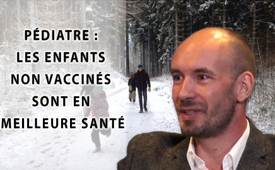 PÉDIATRE :
LES ENFANTS
NON VACCINÉS
SONT EN
MEILLEURE SANTÉ